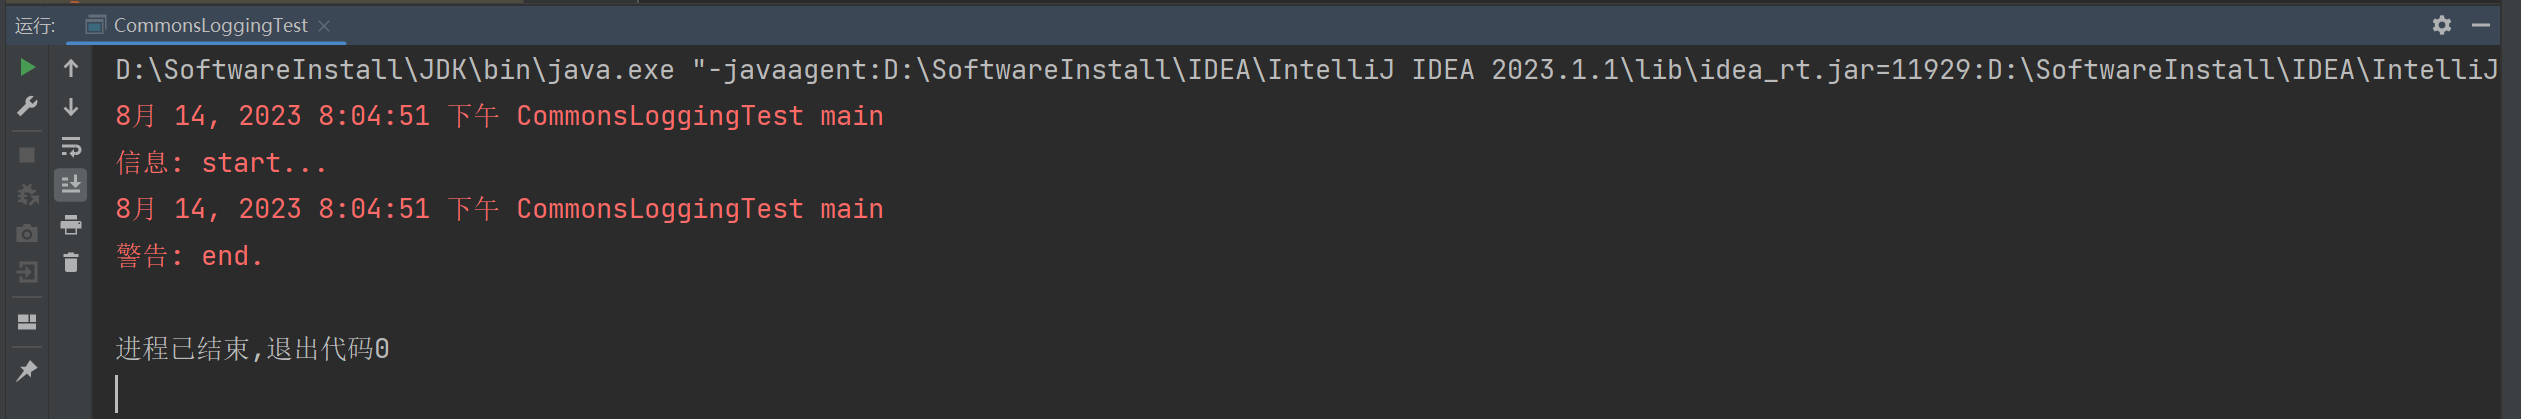 运行: CommonsLoggingTest
D:\SoftwareInstall\JDK\bin\java.exe "-javaagent:D:\SoftwareInstall\IDEA\IntelliJ IDEA 2023.1.1\lib\idea_rt.jar=11929:D:\SoftwareInstall\IDEA\IntelliJ
8月 14, 2023 8:04:51 下午 CommonsLoggingTest main
信息: start...
8月 14, 2023 8:04:51 下午 CommonsLoggingTest main
警告: end.
进程已结束,退出代码0